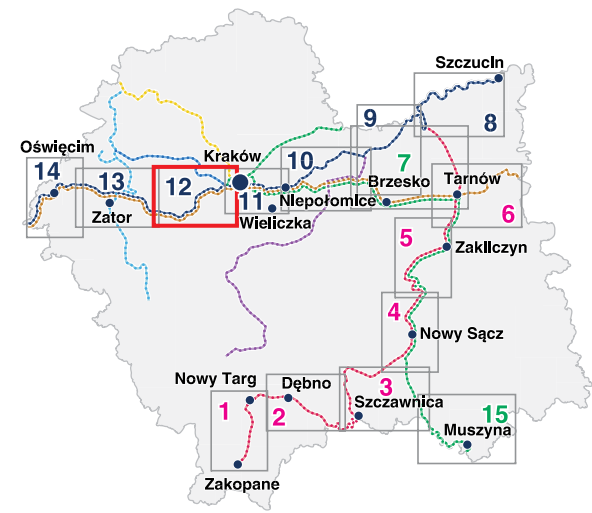 Szczucin
9
8
Oświęcim
14
13
12
Kraków
10
7
11
Niepołomice
Brzesko
Tarnów
Zator
Wieliczka
6
5
Zakliczyn
4
Nowy Sącz
Nowy Targ
Dębno
3
1
2
Szczawnica
15
Muszyna
Zakopane